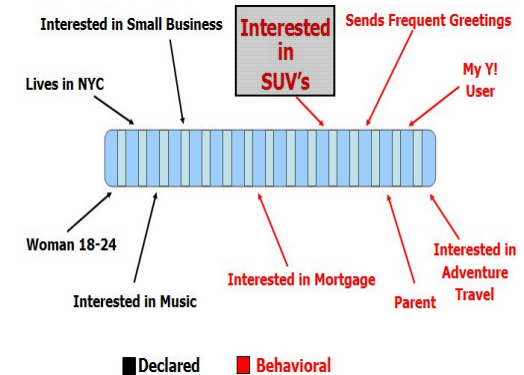 Interested in Small Business
Interested
in
SUV's
Sends Frequent Greetings
Lives in NYC
My Y!
User
Woman 18-24
Interested in Music
Interested in Mortgage
Parent
Interested in
Adventure
Travel
Declared
Behavioral